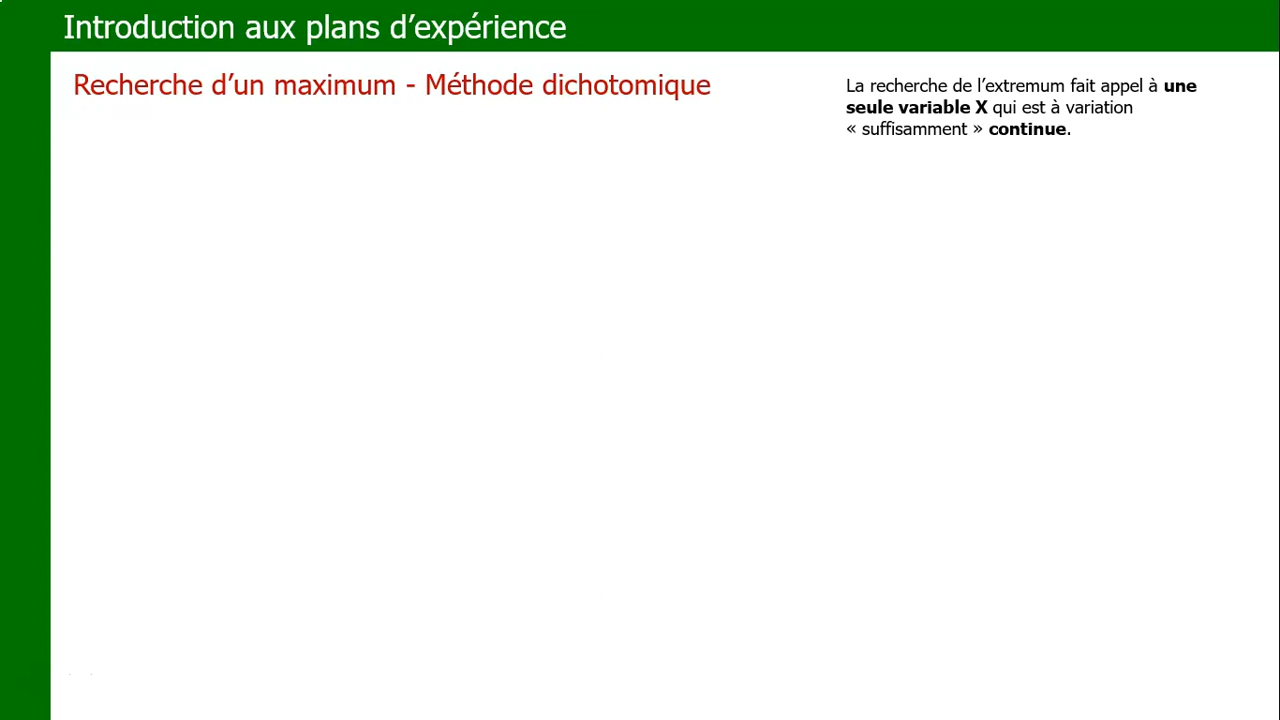 Introduction aux plans d’expérience
Recherche d’un maximum - Méthode dichotomique
La recherche de l’extremum fait appel à une
seule variable X qui est à variation
« suffisamment » continue.